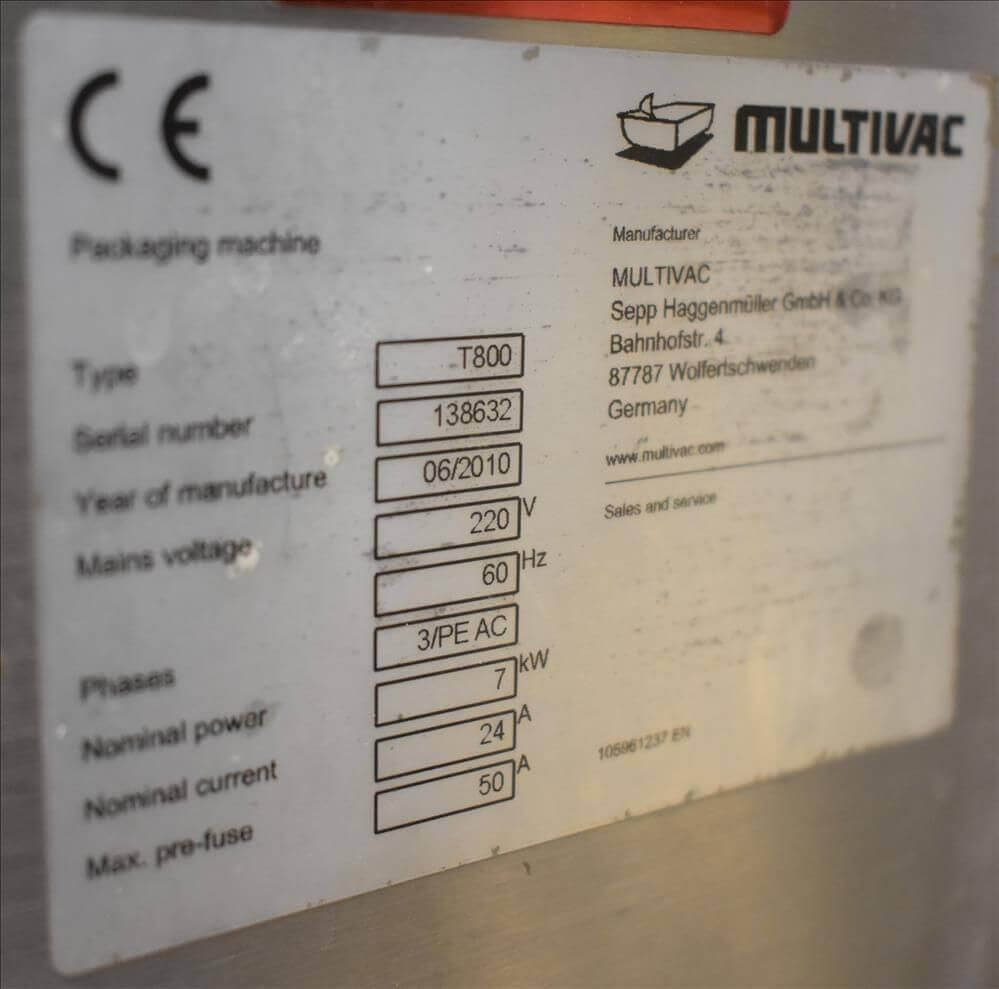 CE
MULTIVAC
Packaging machine
Type T800
Serial number 138632
Year of manufacture 06/2010
Mains voltage 220 V
60 Hz
Phases 3/PE AC
Nominal power 7 kW
Nominal current 24 A
Max. pre-fuse 50 A
Manufacturer
MULTIVAC
Sepp Haggenmüller GmbH & Co. KG
Bahnhofstr. 4
87787 Wolfertschwenden
Germany
www.multivac.com
Sales and service
105961237 EN